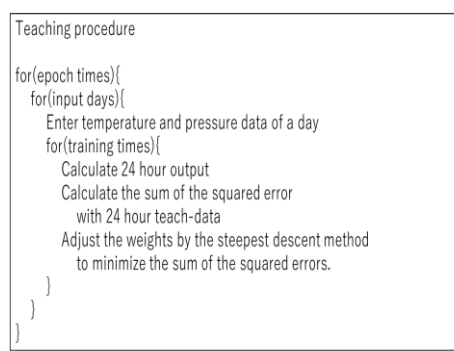 Teaching procedure
for(epoch times){
for(input days){
Enter temperature and pressure data of a day
for(training times){
Calculate 24 hour output
Calculate the sum of the squared error
with 24 hour teach-data
Adjust the weights by the steepest descent method
to minimize the sum of the squared errors.
}
}
}